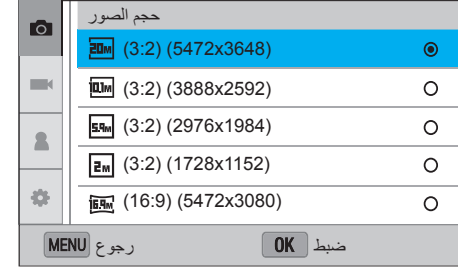 حجم الصور
20M (3:2) (5472x3648)
10.1M (3:2) (3888x2592)
5.9M (3:2) (2976x1984)
2M (3:2) (1728x1152)
16.9M (16:9) (5472x3080)
MENU رجوع OK ضبط